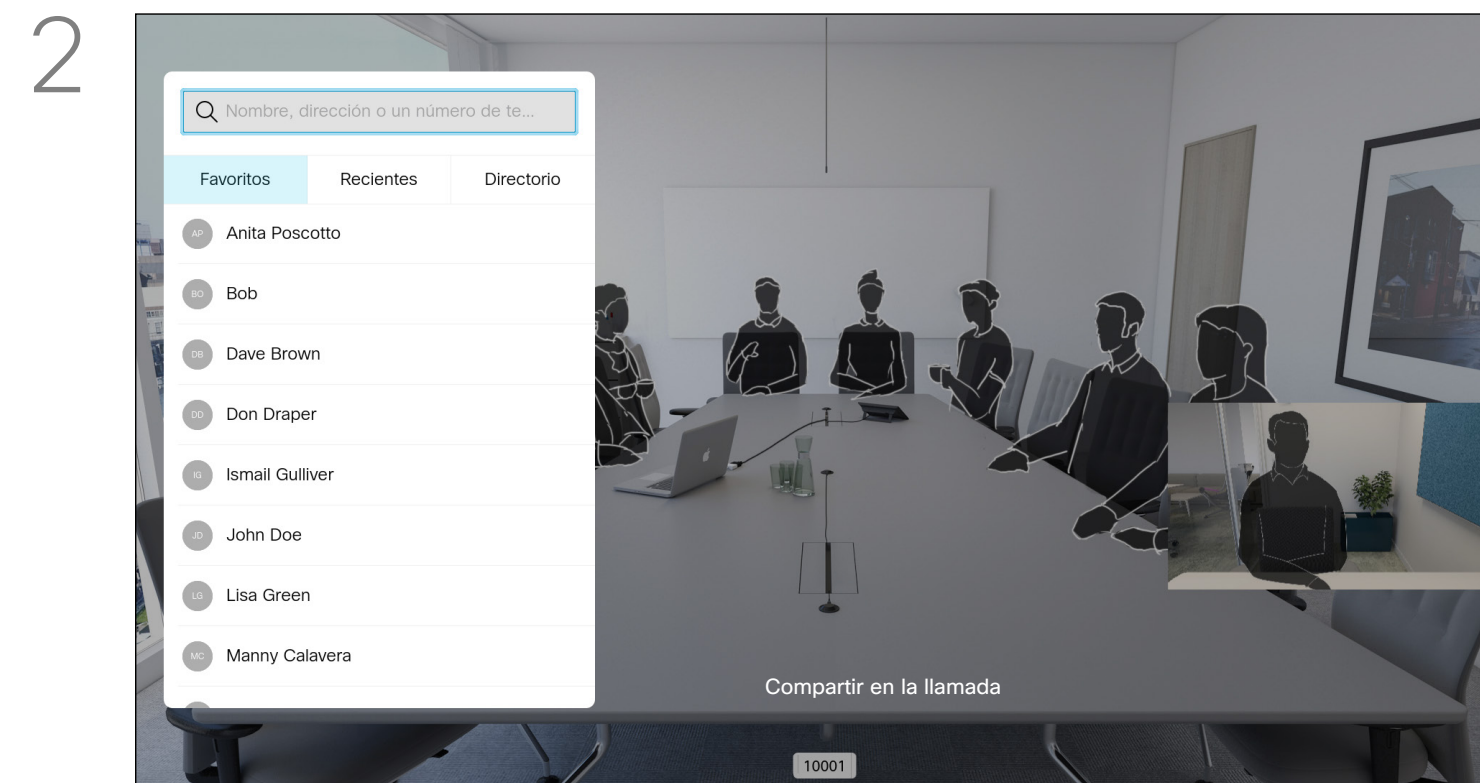 2
Nombre, dirección o un número de te...
Favoritos
Recientes
Directorio
AP
Anita Poscotto
BO
Bob
DB
Dave Brown
DD
Don Draper
IG
Ismail Gulliver
JD
John Doe
LG
Lisa Green
MC
Manny Calavera
Compartir en la llamada
10001